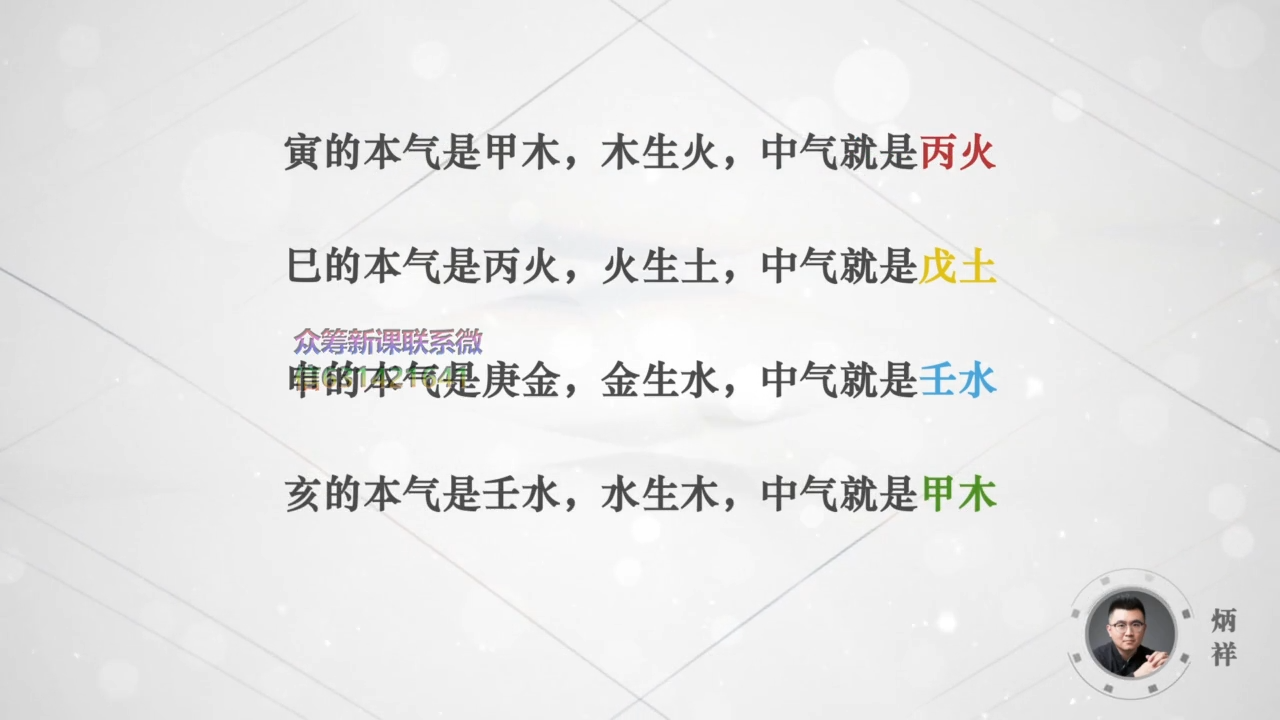 寅的本气是甲木，木生火，中气就是丙火
巳的本气是丙火，火生土，中气就是戊土
众筹新课联系微
申的本气是庚金，金生水，中气就是壬水
亥的本气是壬水，水生木，中气就是甲木
炳
祥